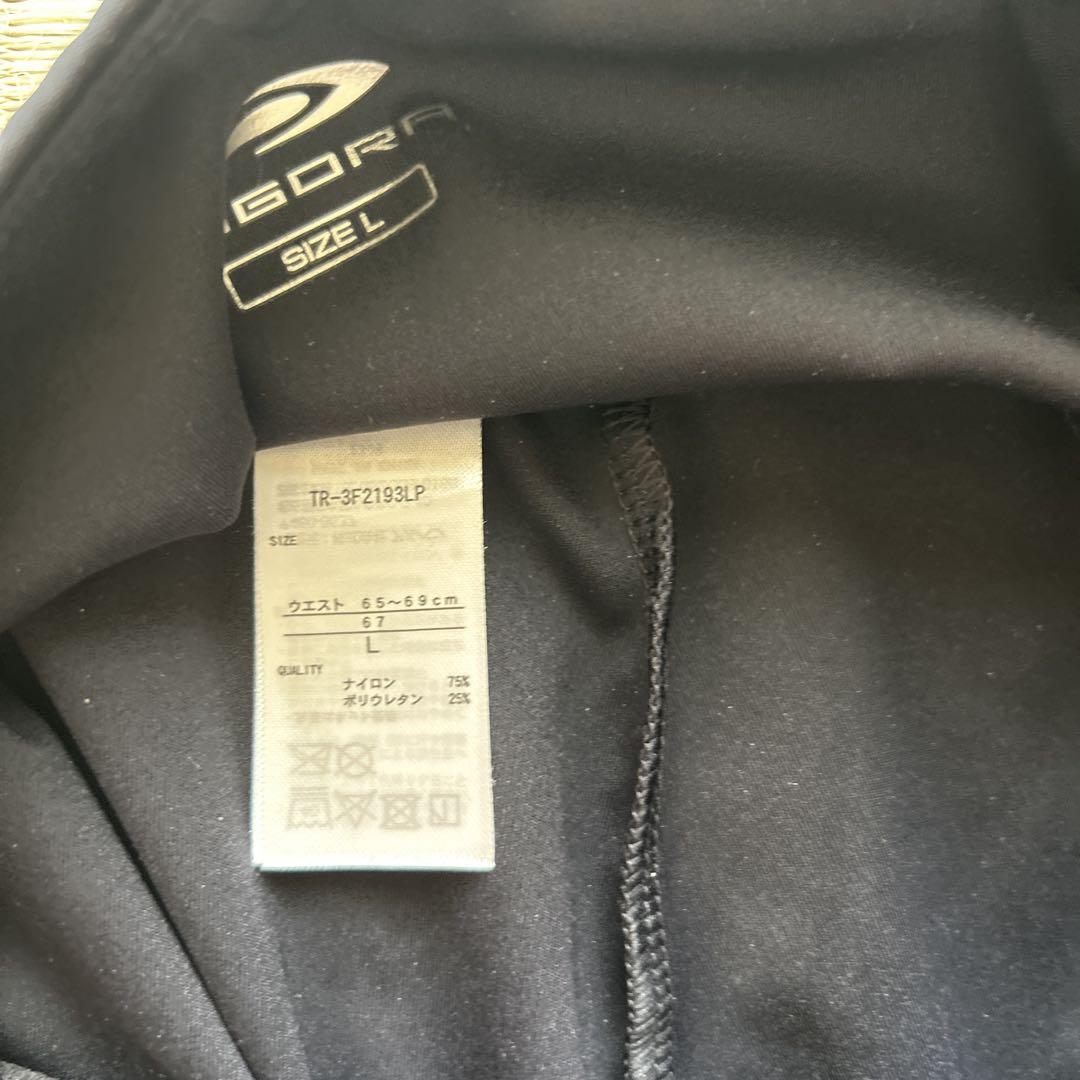 IGORA
SIZE L
TR-3F2193LP
SIZE
ウエスト 65〜69cm
67
L
QUALITY
ナイロン 75%
ポリウレタン 25%